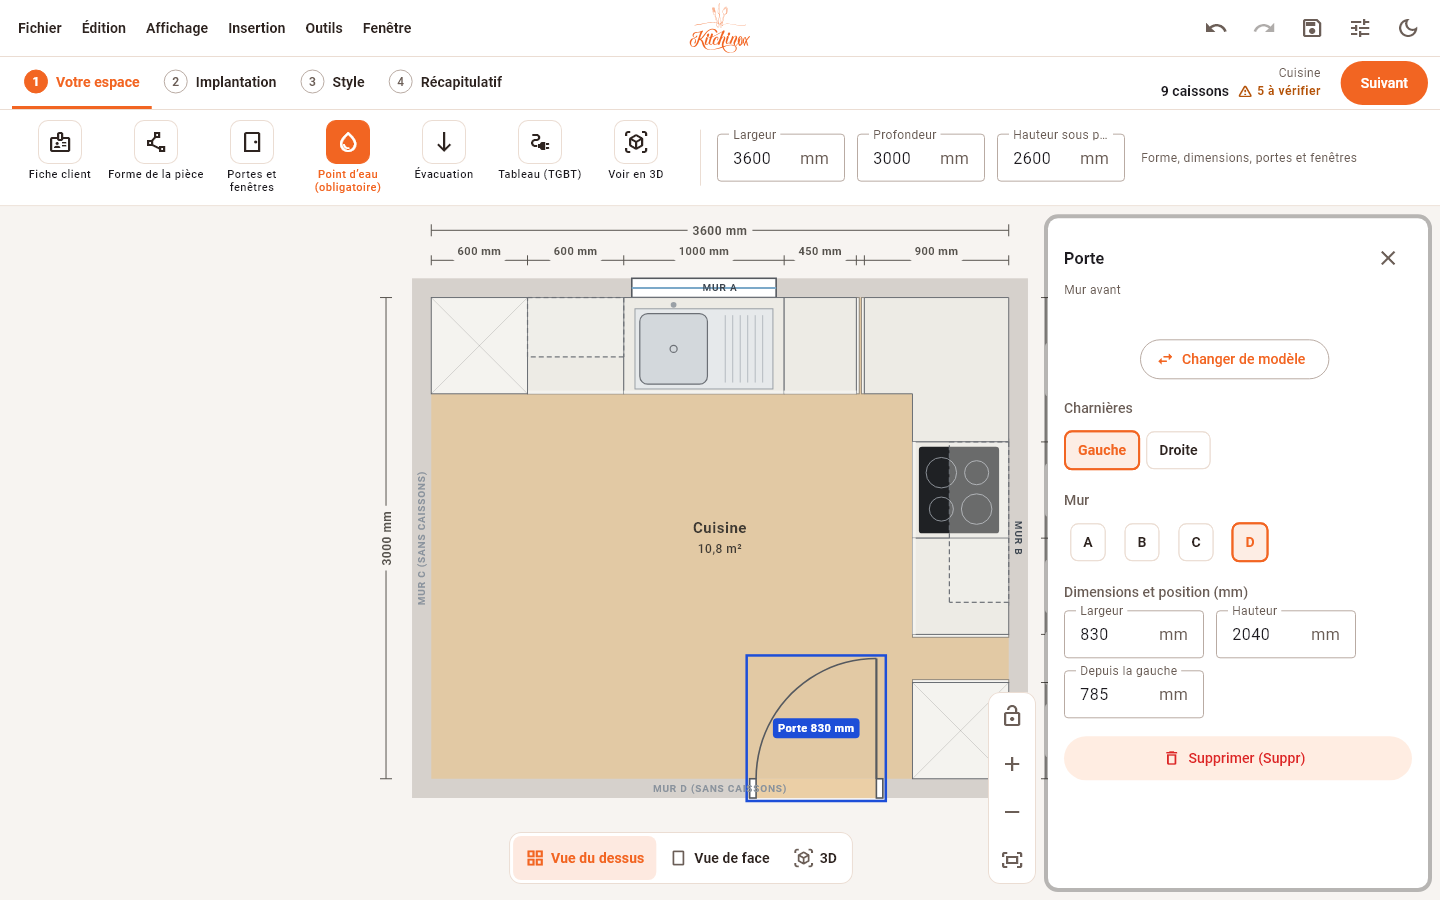 Fichier Édition Affichage Insertion Outils Fenêtre
Kitchinox
1 Votre espace 2 Implantation 3 Style 4 Récapitulatif
Cuisine
9 caissons 5 à vérifier
Suivant
Fiche client
Forme de la pièce
Portes et
fenêtres
Point d'eau
(obligatoire)
Évacuation
Tableau (TGBT)
Voir en 3D
Largeur
3600 mm
Profondeur
3000 mm
Hauteur sous p...
2600 mm
Forme, dimensions, portes et fenêtres
3600 mm
600 mm 600 mm 1000 mm 450 mm 900 mm
MUR A
3000 mm
MUR C (SANS CAISSONS)
Cuisine
10,8 m²
MUR B
Porte 830 mm
MUR D (SANS CAISSONS)
Vue du dessus Vue de face 3D
Porte
Mur avant
Changer de modèle
Charnières
Gauche Droite
Mur
A B C D
Dimensions et position (mm)
Largeur
830 mm
Hauteur
2040 mm
Depuis la gauche
785 mm
Supprimer (Suppr)